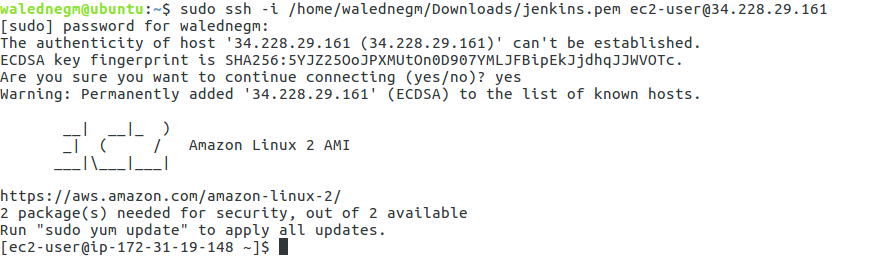 walednegm@ubuntu:~$ sudo ssh -i /home/walednegm/Downloads/jenkins.pem ec2-user@34.228.29.161
[sudo] password for walednegm:
The authenticity of host '34.228.29.161 (34.228.29.161)' can't be established.
ECDSA key fingerprint is SHA256:5YJZ25OoJPXMUtOn0D907YMLJFBipEkJjdhqJJWVOTc.
Are you sure you want to continue connecting (yes/no)? yes
Warning: Permanently added '34.228.29.161' (ECDSA) to the list of known hosts.
       __|  __|_  )
       _|  (     /   Amazon Linux 2 AMI
      ___|\___|___|
https://aws.amazon.com/amazon-linux-2/
2 package(s) needed for security, out of 2 available
Run "sudo yum update" to apply all updates.
[ec2-user@ip-172-31-19-148 ~]$